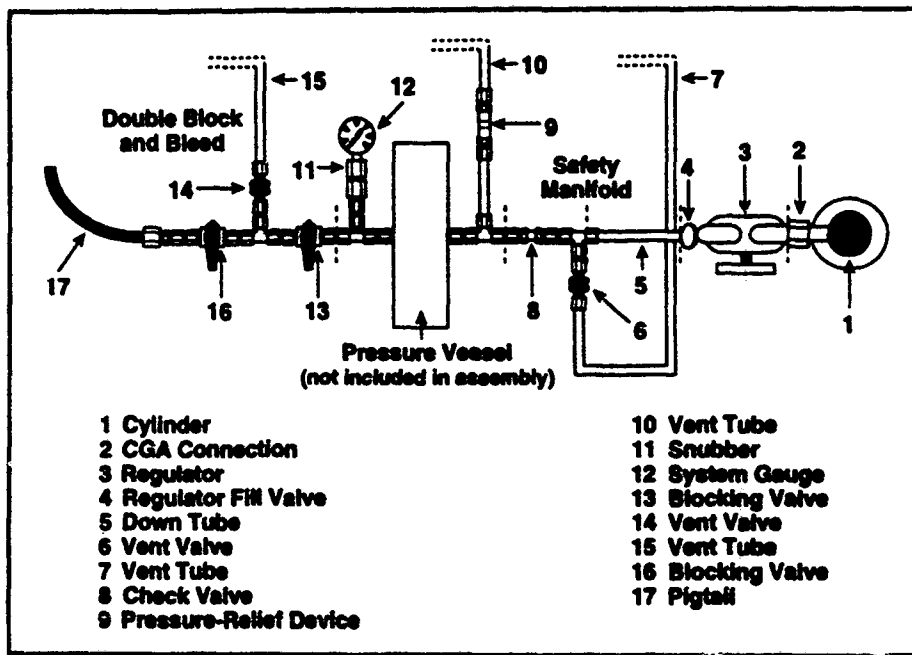 15
10
7
12
Double Block
and Bleed
9
4
3
2
11
Safety
Manifold
14
17
16
13
8
5
6
1
Pressure Vessel
(not included in assembly)
1 Cylinder
2 CGA Connection
3 Regulator
4 Regulator Fill Valve
5 Down Tube
6 Vent Valve
7 Vent Tube
8 Check Valve
9 Pressure-Relief Device
10 Vent Tube
11 Snubber
12 System Gauge
13 Blocking Valve
14 Vent Valve
15 Vent Tube
16 Blocking Valve
17 Pigtail